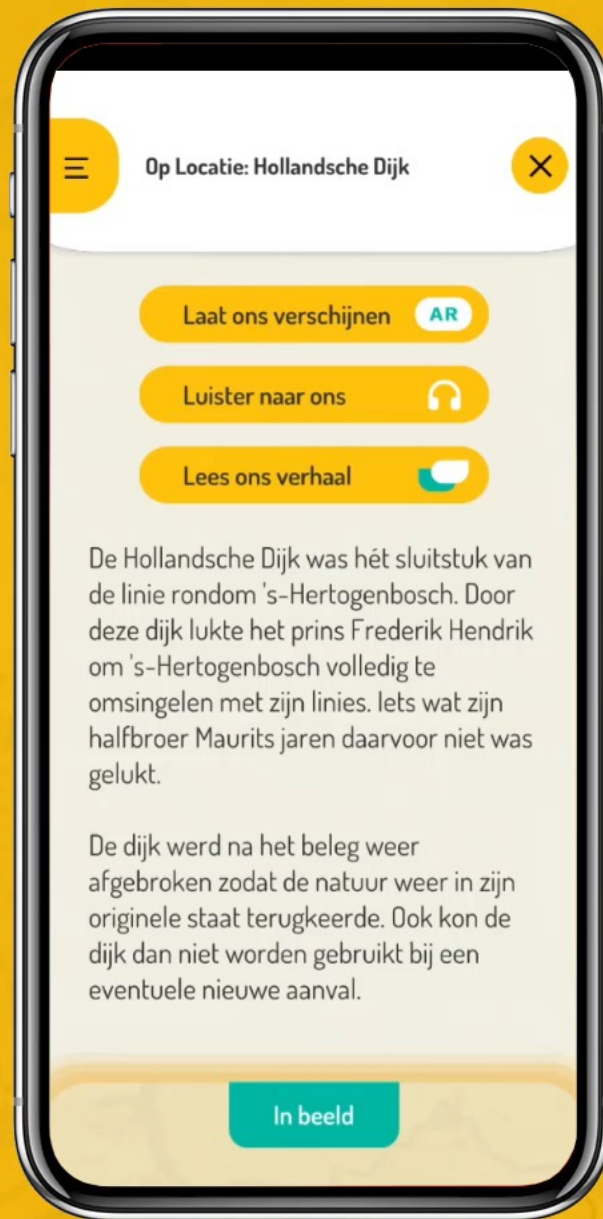 Op Locatie: Hollandsche Dijk
Laat ons verschijnen AR
Luister naar ons
Lees ons verhaal
De Hollandsche Dijk was hét sluitstuk van
de linie rondom 's-Hertogenbosch. Door
deze dijk lukte het prins Frederik Hendrik
om 's-Hertogenbosch volledig te
omsingelen met zijn linies. Iets wat zijn
halfbroer Maurits jaren daarvoor niet was
gelukt.
De dijk werd na het beleg weer
afgebroken zodat de natuur weer in zijn
originele staat terugkeerde. Ook kon de
dijk dan niet worden gebruikt bij een
eventuele nieuwe aanval.
In beeld